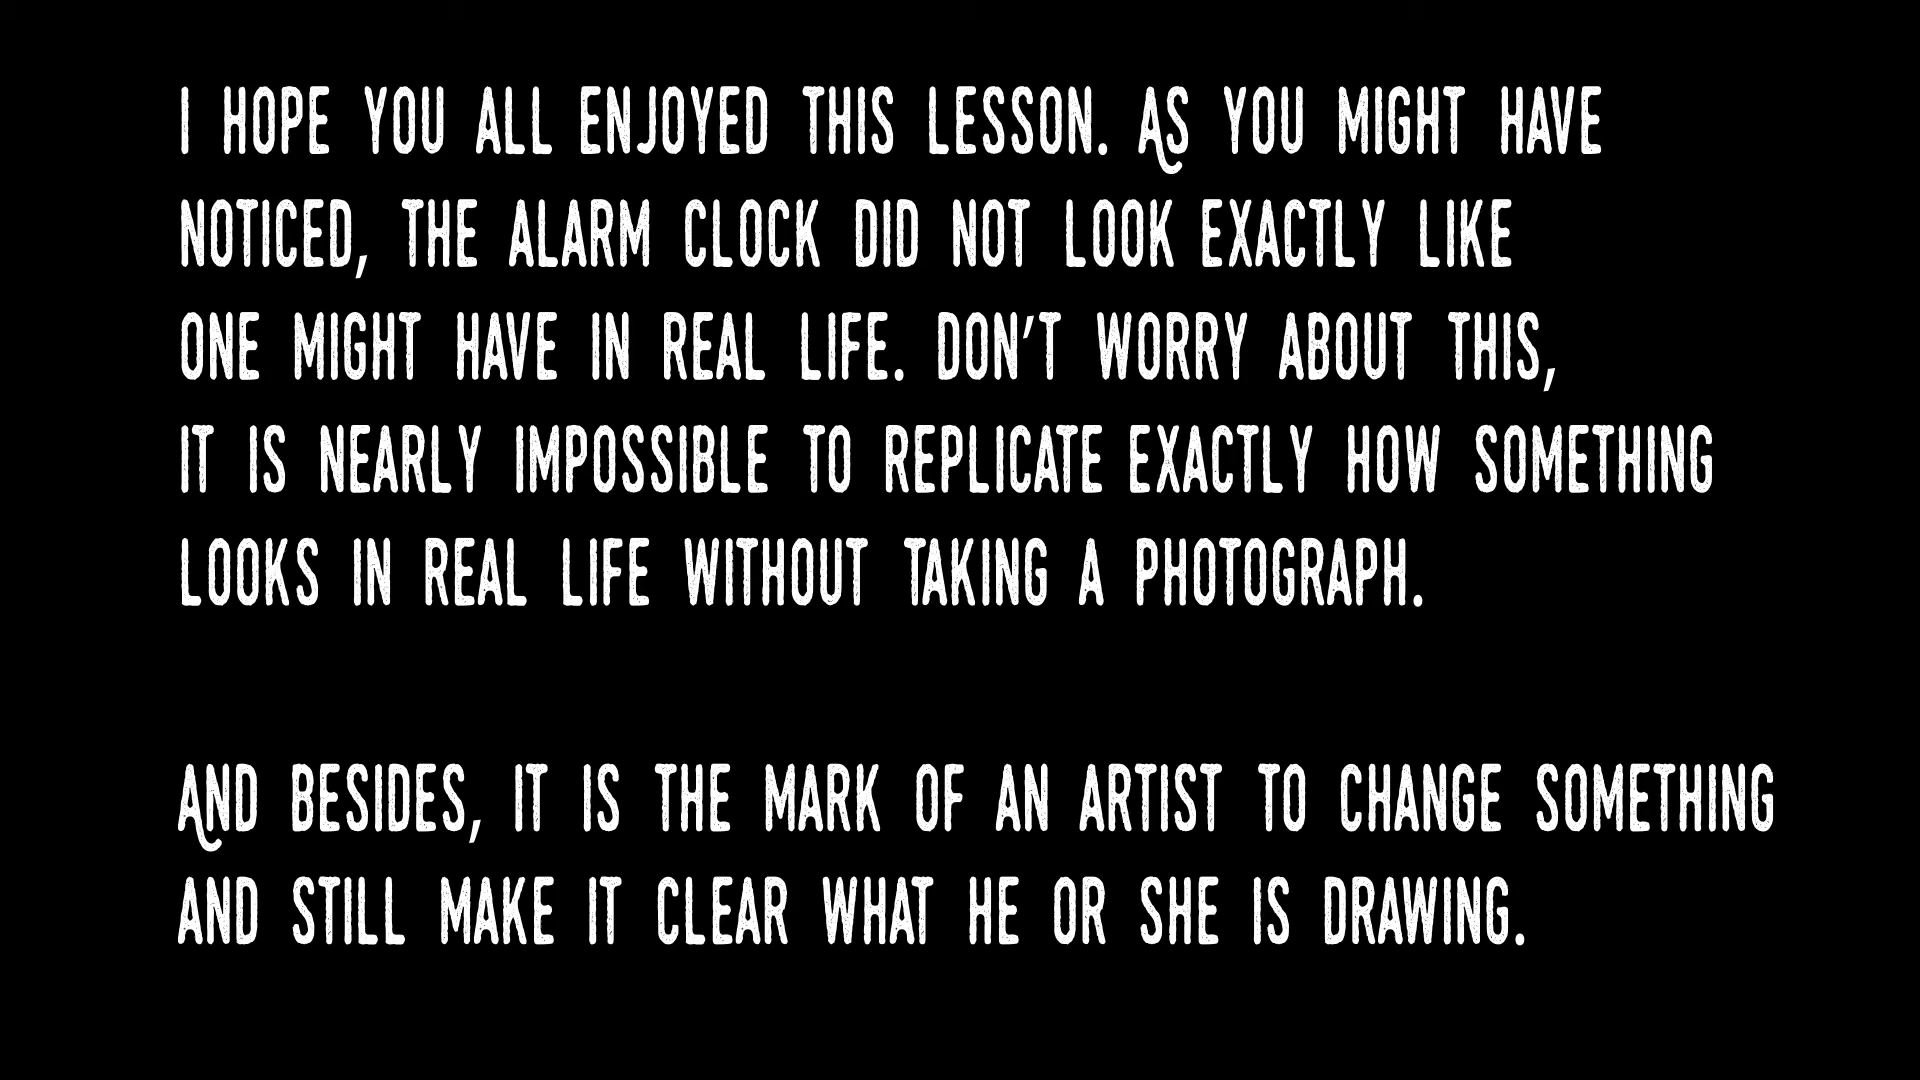 I HOPE YOU ALL ENJOYED THIS LESSON. AS YOU MIGHT HAVE
NOTICED, THE ALARM CLOCK DID NOT LOOK EXACTLY LIKE
ONE MIGHT HAVE IN REAL LIFE. DON'T WORRY ABOUT THIS,
IT IS NEARLY IMPOSSIBLE TO REPLICATE EXACTLY HOW SOMETHING
LOOKS IN REAL LIFE WITHOUT TAKING A PHOTOGRAPH.
AND BESIDES, IT IS THE MARK OF AN ARTIST TO CHANGE SOMETHING
AND STILL MAKE IT CLEAR WHAT HE OR SHE IS DRAWING.